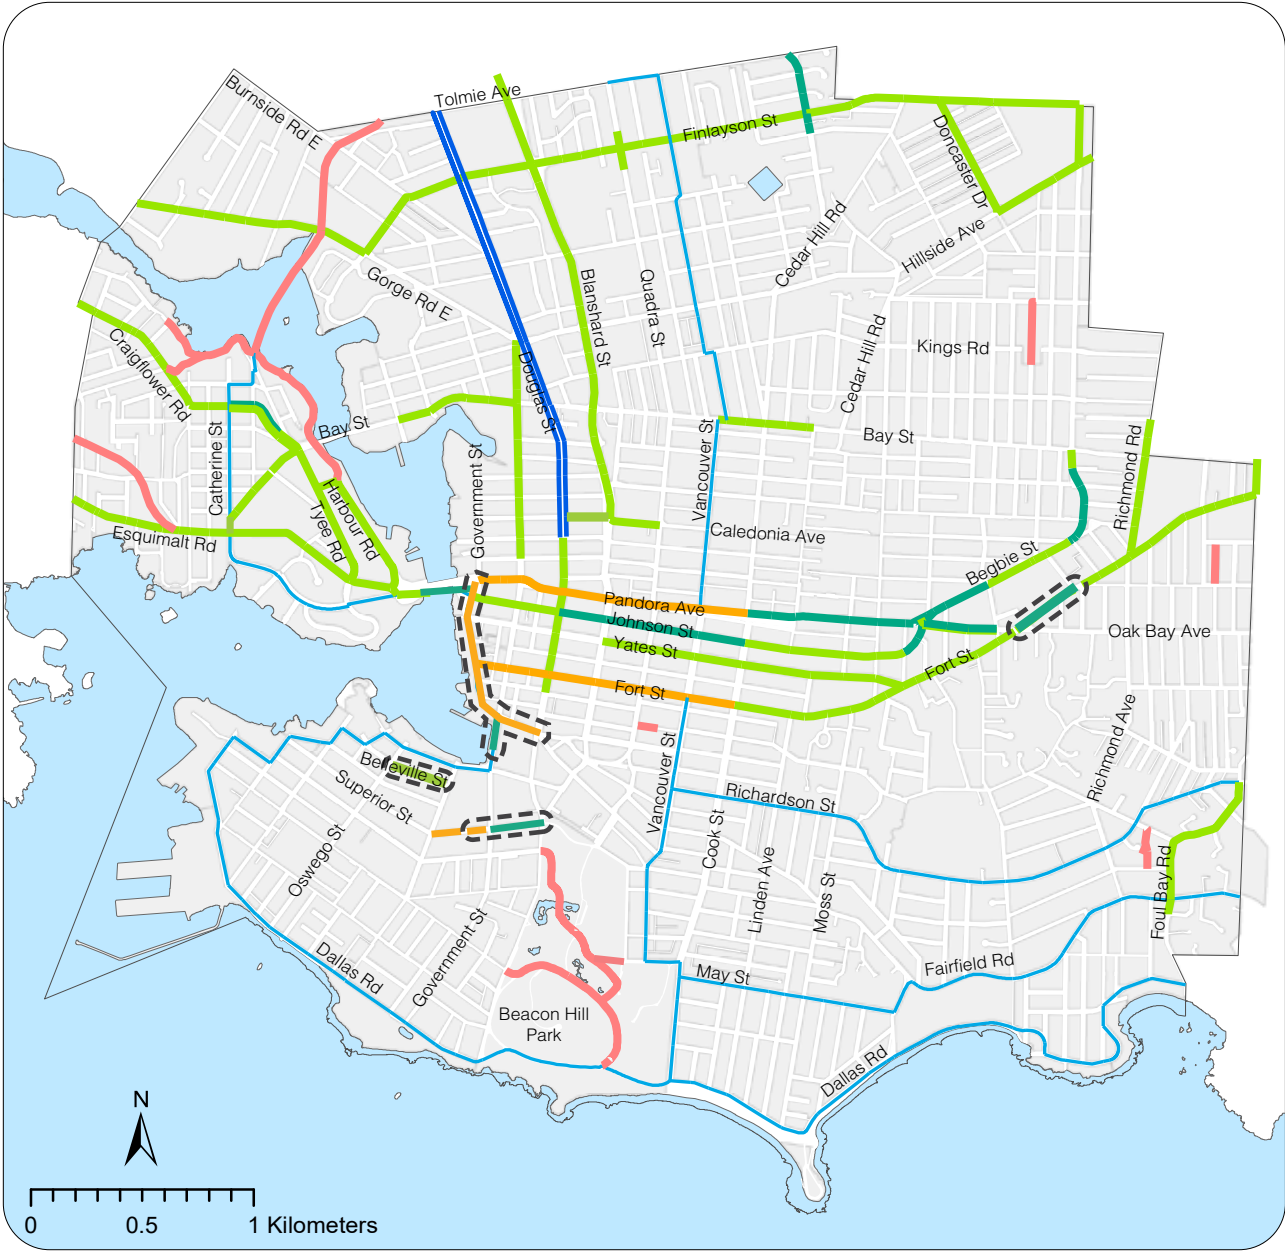 Tolmie Ave
Burnside Rd E
Finlayson St
Doncaster Dr
Cedar Hill Rd
Hillside Ave
Gorge Rd E
Blanshard St
Quadra St
Craigflower Rd
Douglas St
Cedar Hill Rd
Kings Rd
Bay St
Bay St
Catherine St
Government St
Vancouver St
Richmond Rd
Harbour Rd
Tyee Rd
Esquimalt Rd
Caledonia Ave
Begbie St
Pandora Ave
Johnson St
Yates St
Oak Bay Ave
Fort St
Fort St
Belleville St
Superior St
Vancouver St
Richardson St
Richmond Ave
Oswego St
Cook St
Linden Ave
Moss St
Foul Bay Rd
Government St
Dallas Rd
May St
Fairfield Rd
Beacon Hill
Park
Dallas Rd
N
0 0.5 1 Kilometers